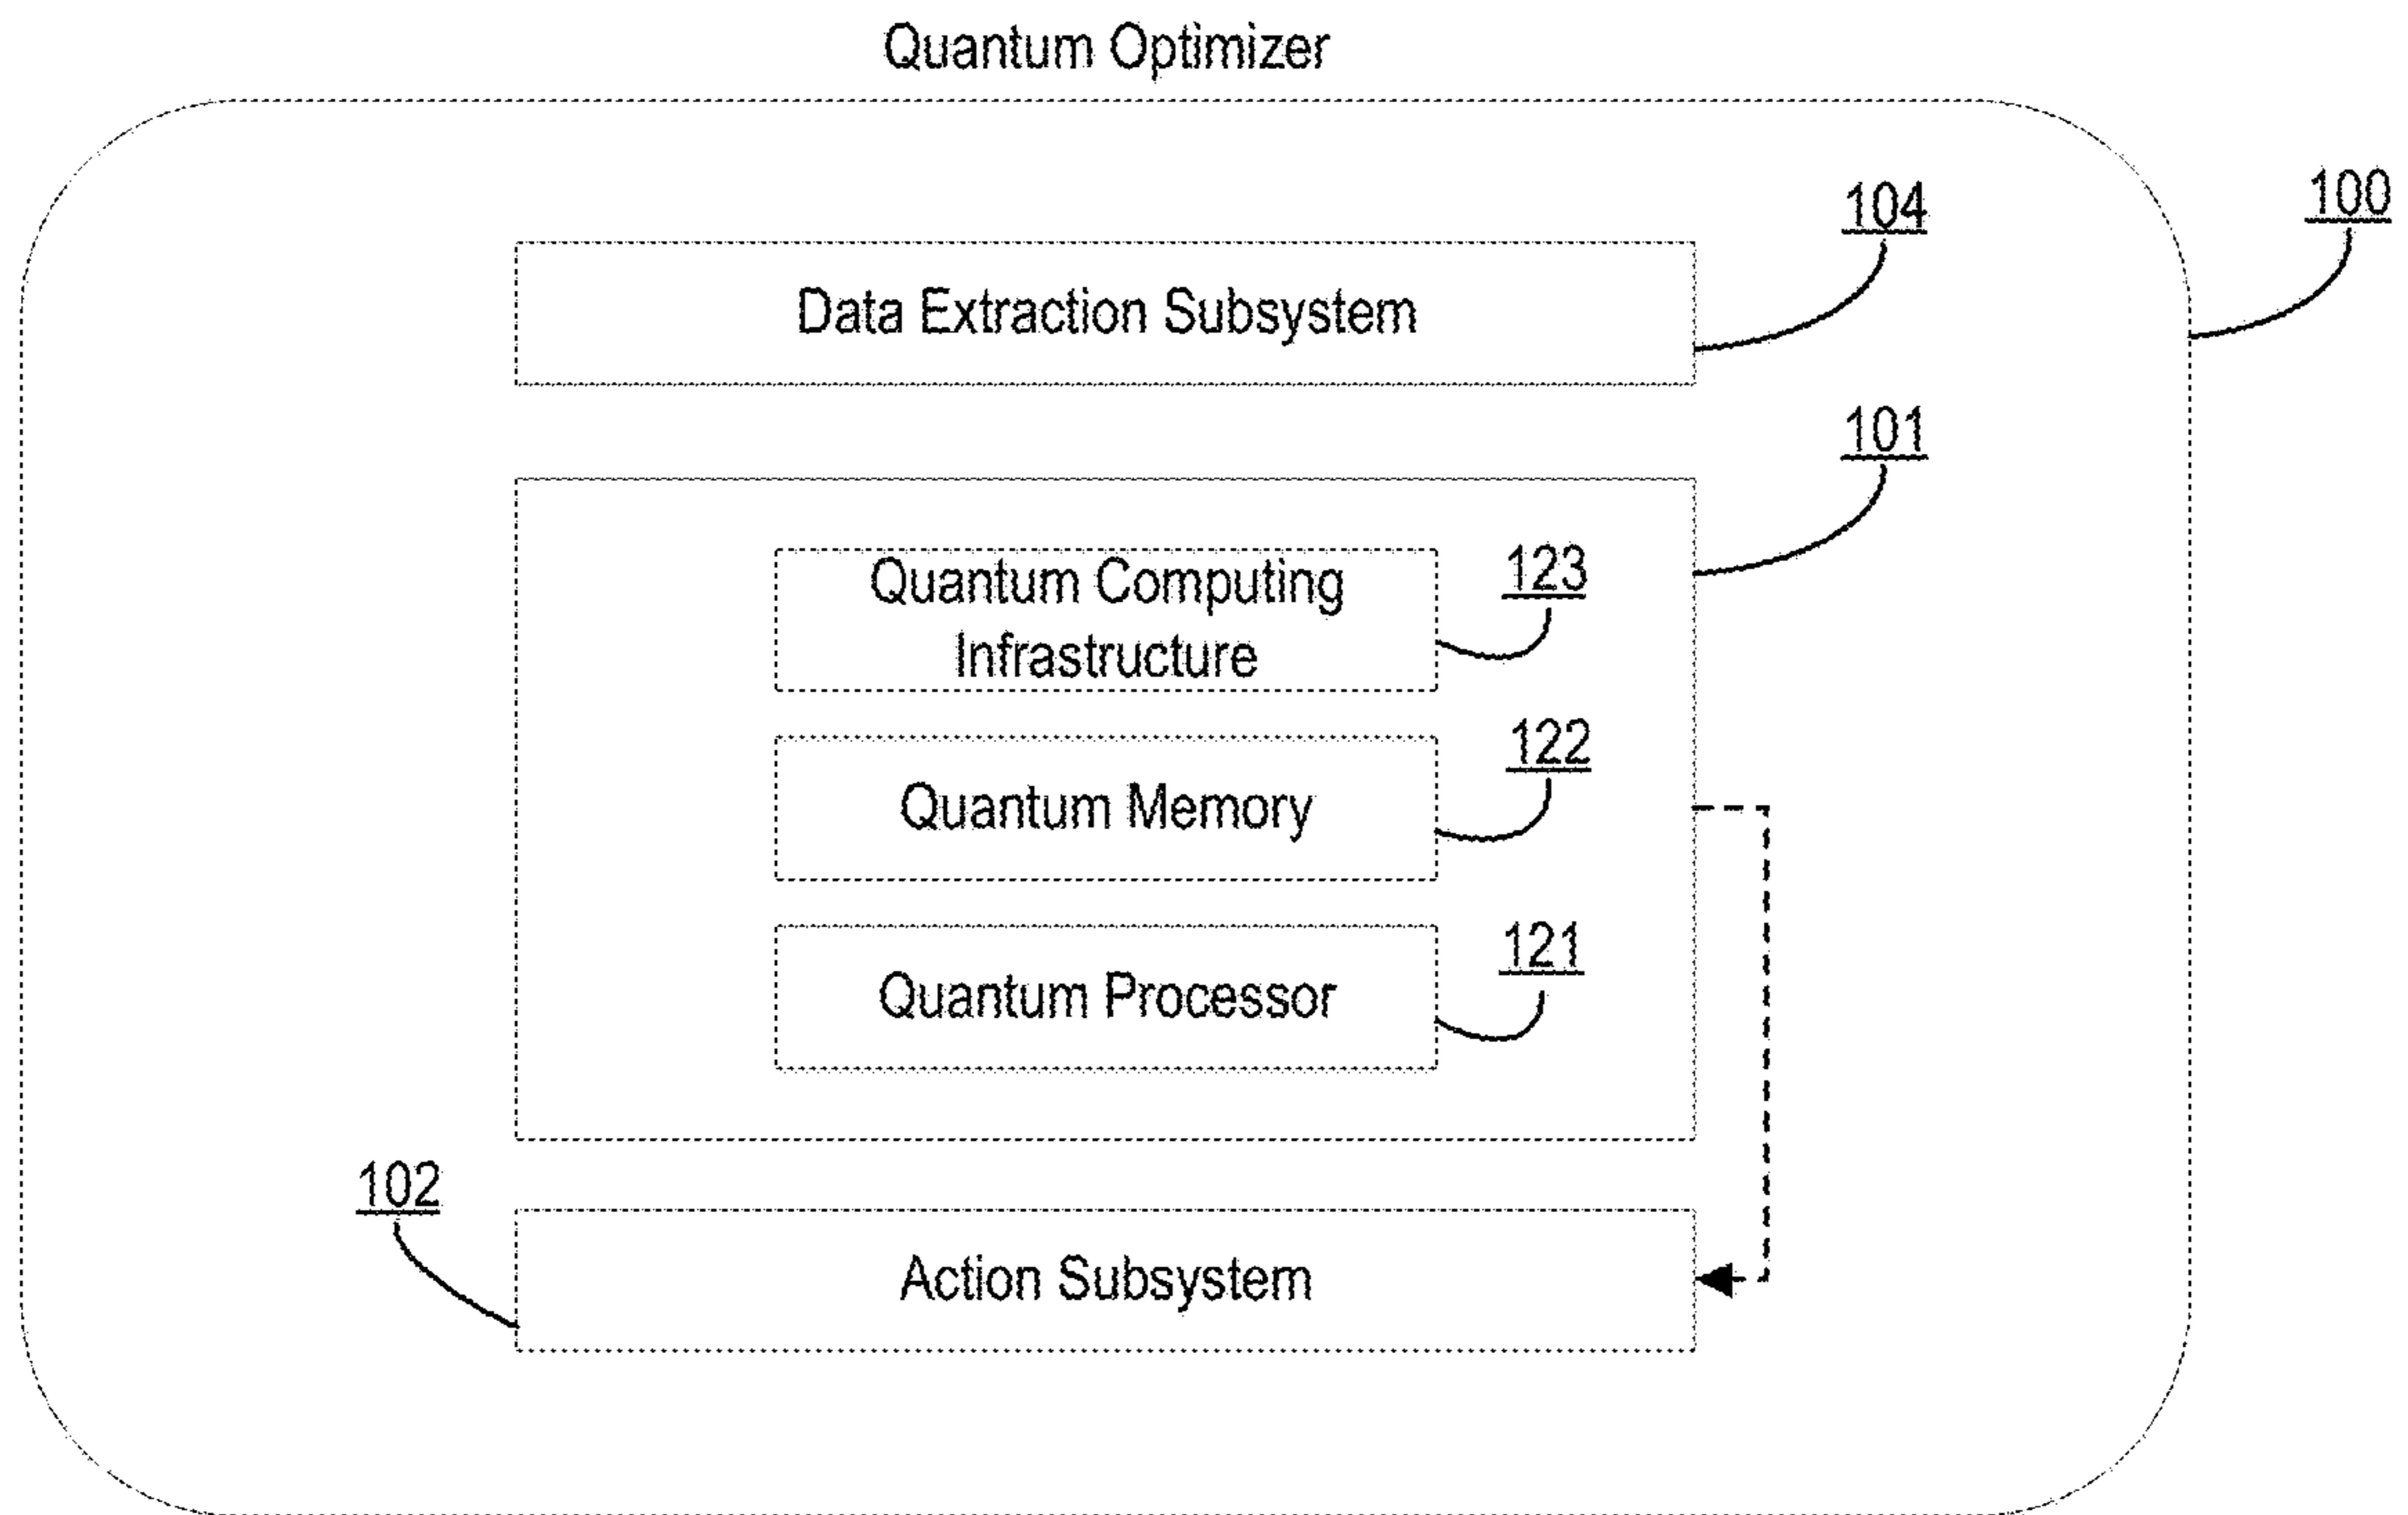 Quantum Optimizer
100
104
Data Extraction Subsystem
101
Quantum Computing
Infrastructure
123
Quantum Memory
122
Quantum Processor
121
102
Action Subsystem